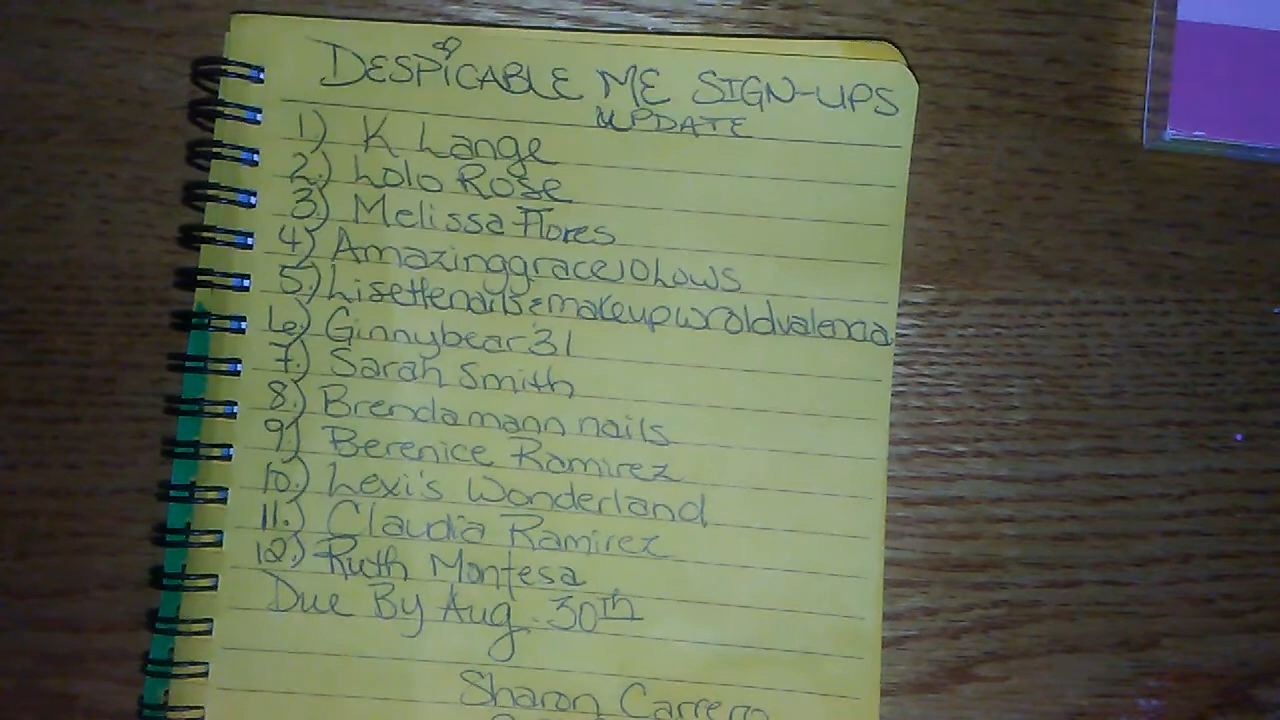 DESPICABLE ME SIGN-UPS
UPDATE
1) K Lange
2.) Lolo Rose
3) Melissa Flores
4) Amazinggrace10Lows
5.) Lisettenails&makeupwroldvalencia
6) Ginnybear31
7.) Sarah Smith
8.) Brendamann nails
9.) Berenice Ramirez
10.) Lexi's Wonderland
11.) Claudia Ramirez
12.) Ruth Montesa
Due By Aug. 30th
Sharon Carrero